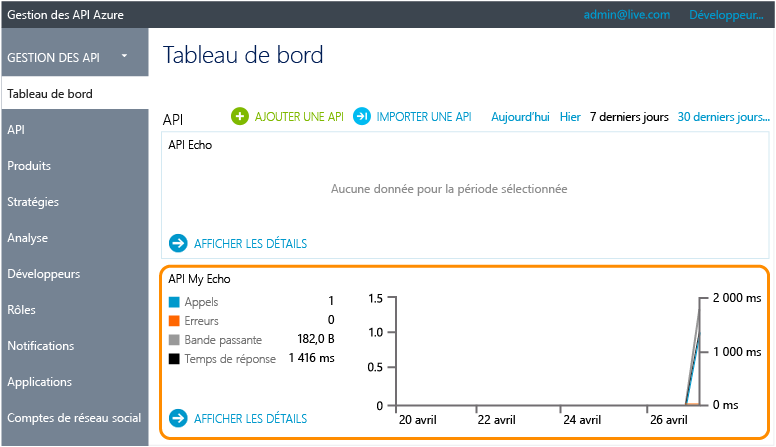 Gestion des API Azure
admin@live.com Développeur...
GESTION DES API
Tableau de bord
API
Produits
Stratégies
Analyse
Développeurs
Rôles
Notifications
Applications
Comptes de réseau social
Tableau de bord
API
AJOUTER UNE API
IMPORTER UNE API
Aujourd'hui Hier 7 derniers jours 30 derniers jours...
API Echo
Aucune donnée pour la période sélectionnée
AFFICHER LES DÉTAILS
API My Echo
Appels 1
Erreurs 0
Bande passante 182,0 B
Temps de réponse 1 416 ms
AFFICHER LES DÉTAILS
1.5
1.0
0.5
0
20 avril 22 avril 24 avril 26 avril
2 000 ms
1 000 ms
0 ms